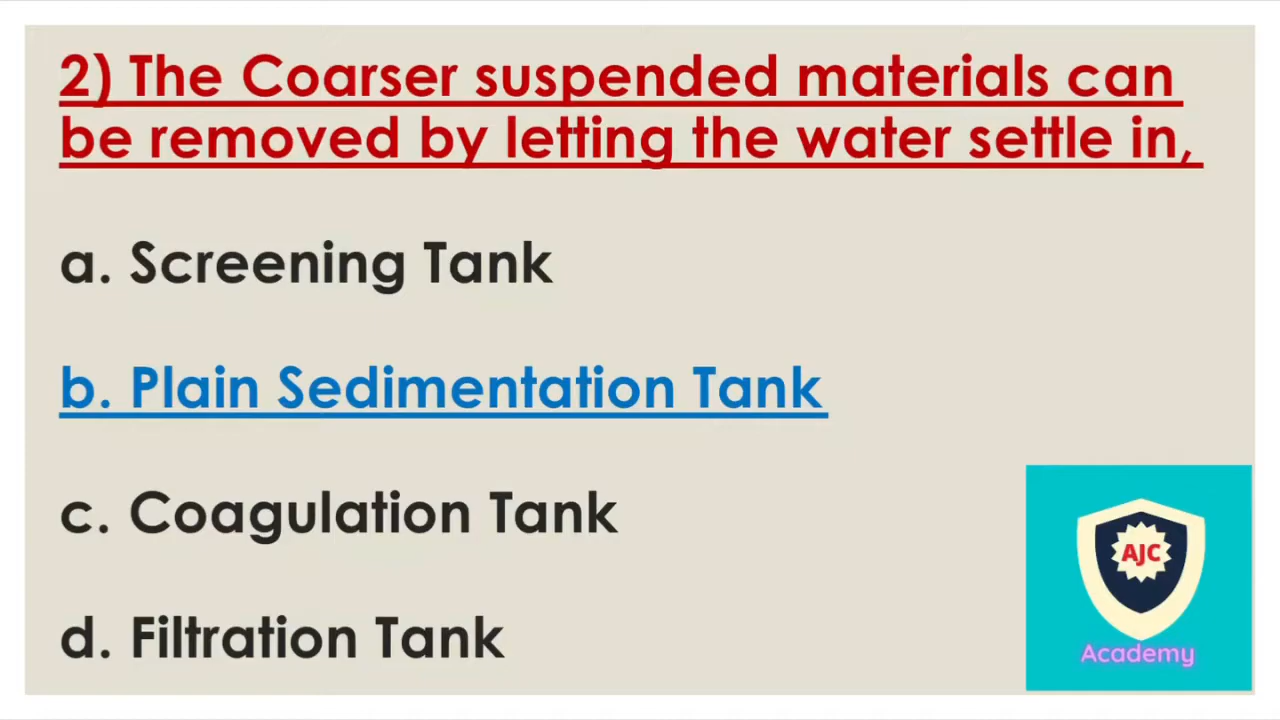 2) The Coarser suspended materials can
be removed by letting the water settle in,
a. Screening Tank
b. Plain Sedimentation Tank
c. Coagulation Tank
d. Filtration Tank
AJC
Academy